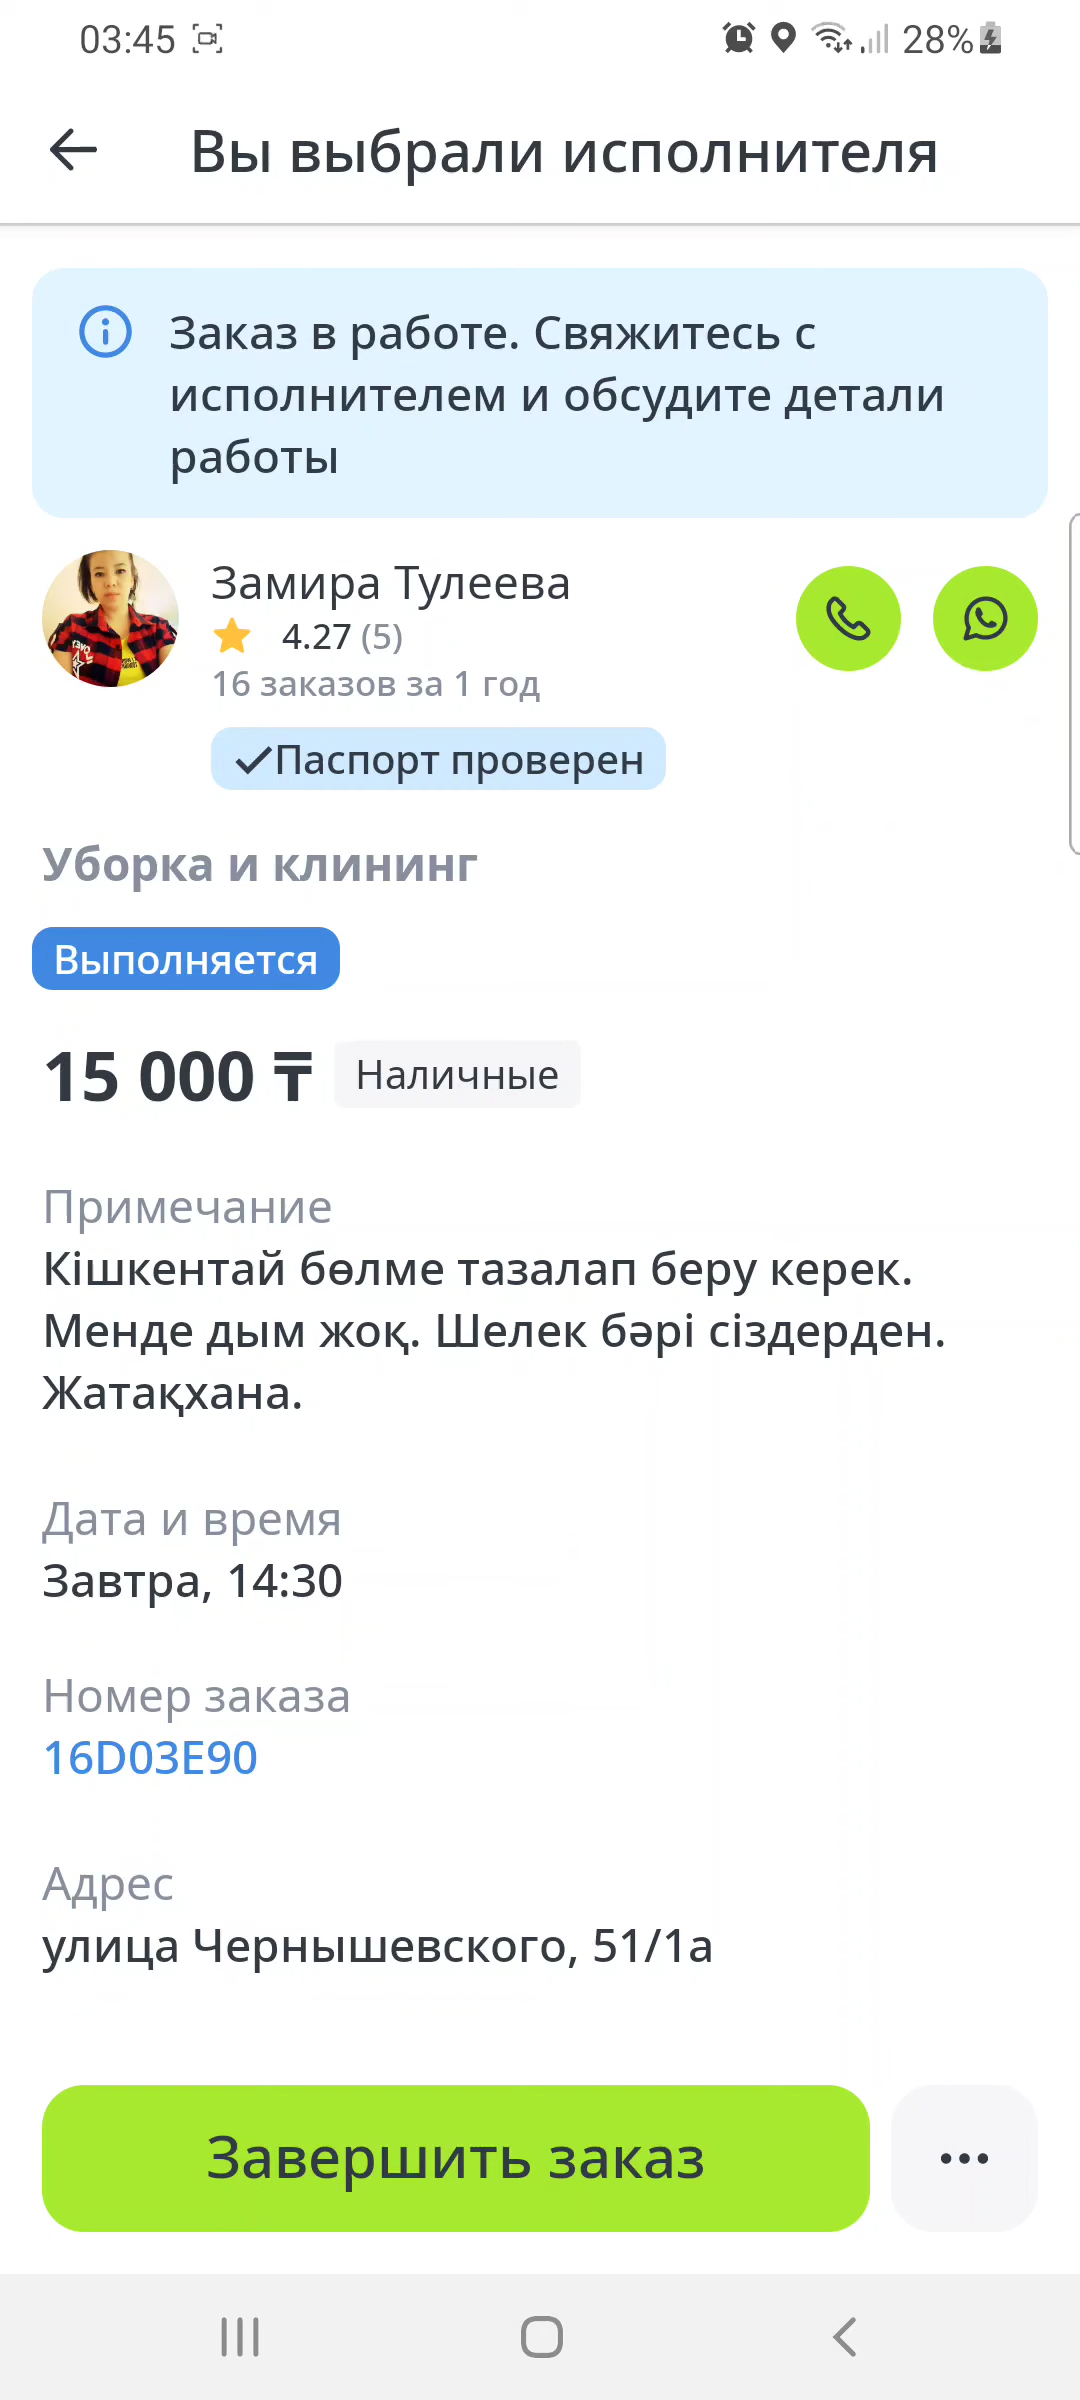 03:45
28%
Вы выбрали исполнителя
Заказ в работе. Свяжитесь с
исполнителем и обсудите детали
работы
Замира Тулеева
4.27 (5)
16 заказов за 1 год
Паспорт проверен
Уборка и клининг
Выполняется
15 000 ₸ Наличные
Примечание
Кішкентай бөлме тазалап беру керек.
Менде дым жоқ. Шелек бәрі сіздерден.
Жатақхана.
Дата и время
Завтра, 14:30
Номер заказа
16D03E90
Адрес
улица Чернышевского, 51/1а
Завершить заказ